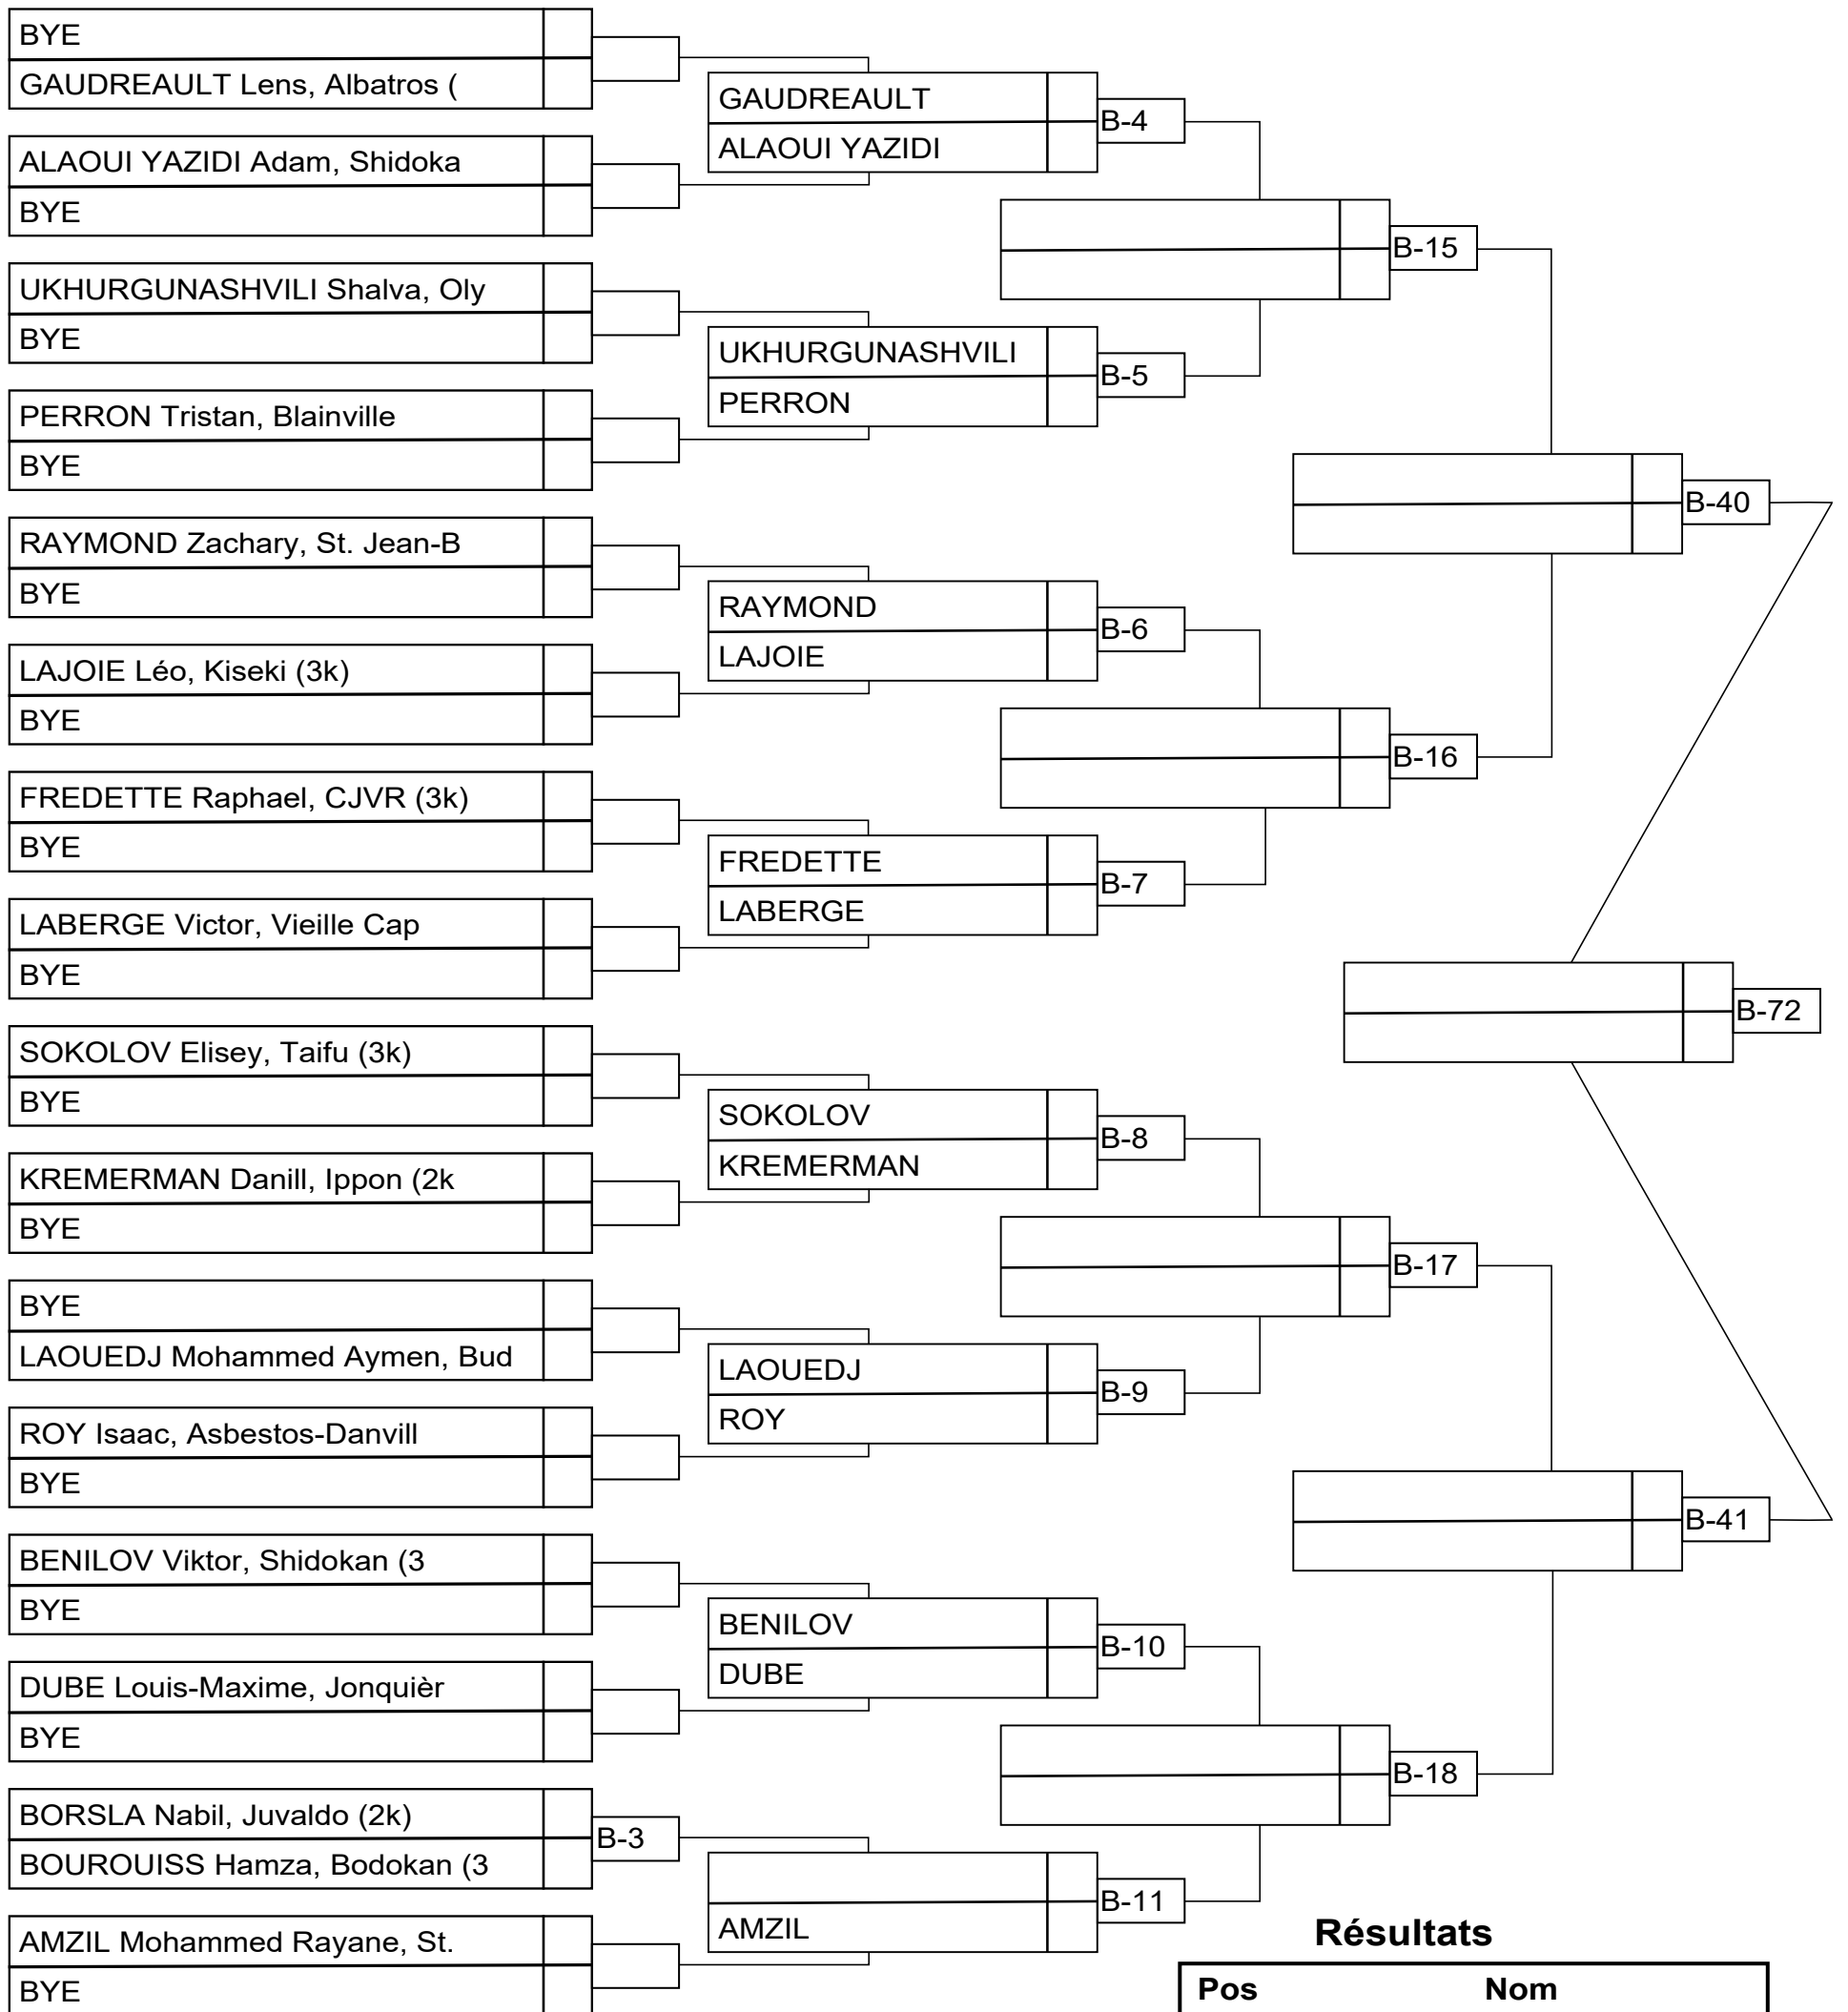 BYE
GAUDREAULT Lens, Albatros (
ALAOUI YAZIDI Adam, Shidoka
BYE
UKHURGUNASHVILI Shalva, Oly
BYE
PERRON Tristan, Blainville
BYE
RAYMOND Zachary, St. Jean-B
BYE
LAJOIE Léo, Kiseki (3k)
BYE
FREDETTE Raphael, CJVR (3k)
BYE
LABERGE Victor, Vieille Cap
BYE
SOKOLOV Elisey, Taifu (3k)
BYE
KREMERMAN Danill, Ippon (2k
BYE
BYE
LAOUEDJ Mohammed Aymen, Bud
ROY Isaac, Asbestos-Danvill
BYE
BENILOV Viktor, Shidokan (3
BYE
DUBE Louis-Maxime, Jonquièr
BYE
BORSLA Nabil, Juvaldo (2k)
BOUROUISS Hamza, Bodokan (3
B-3
AMZIL Mohammed Rayane, St.
BYE
GAUDREAULT
ALAOUI YAZIDI
B-4
UKHURGUNASHVILI
PERRON
B-5
RAYMOND
LAJOIE
B-6
FREDETTE
LABERGE
B-7
SOKOLOV
KREMERMAN
B-8
LAOUEDJ
ROY
B-9
BENILOV
DUBE
B-10
AMZIL
B-11
B-15
B-16
B-17
B-18
B-40
B-41
B-72
Résultats
Pos Nom